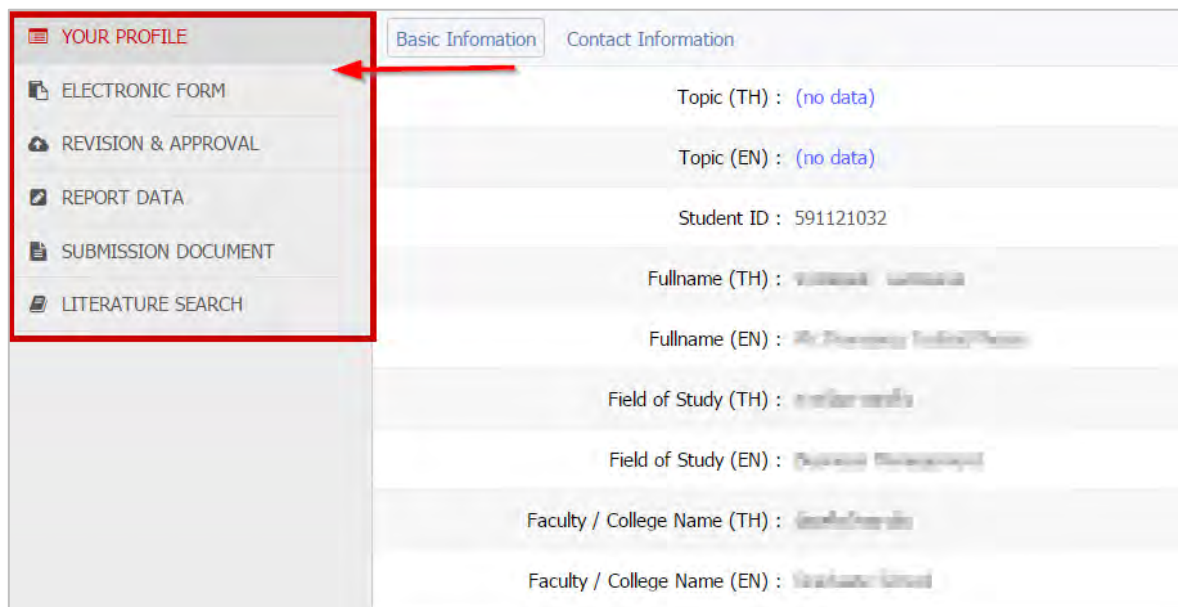 YOUR PROFILE
ELECTRONIC FORM
REVISION & APPROVAL
REPORT DATA
SUBMISSION DOCUMENT
LITERATURE SEARCH
Basic Infomation Contact Information
Topic (TH) : (no data)
Topic (EN) : (no data)
Student ID : 591121032
Fullname (TH) :
Fullname (EN) :
Field of Study (TH) :
Field of Study (EN) :
Faculty / College Name (TH) :
Faculty / College Name (EN) :